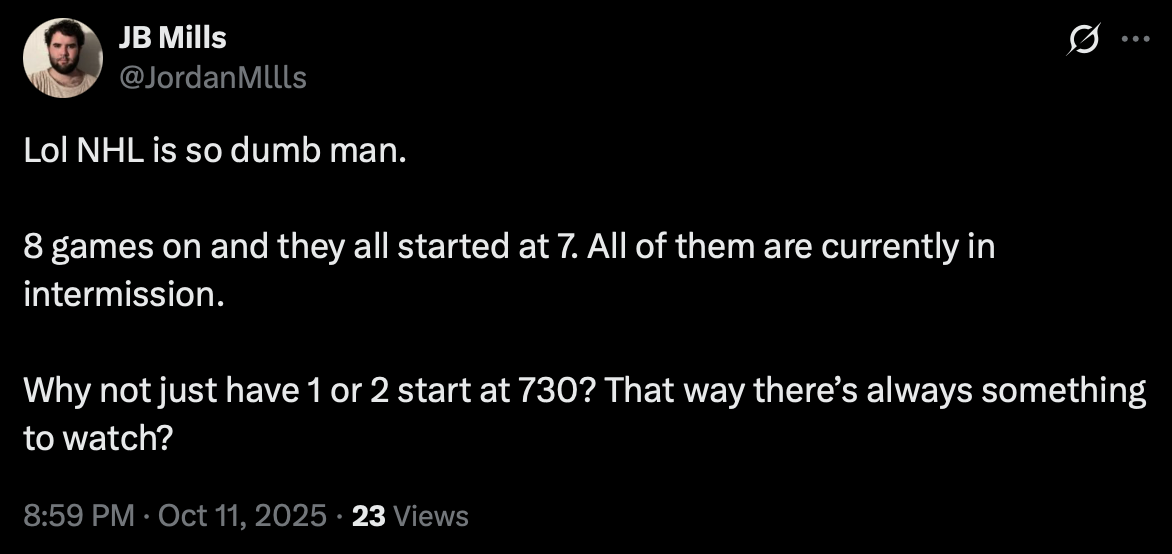 JB Mills
@JordanMllls
Lol NHL is so dumb man.
8 games on and they all started at 7. All of them are currently in
intermission.
Why not just have 1 or 2 start at 730? That way there’s always something
to watch?
8:59 PM · Oct 11, 2025 · 23 Views